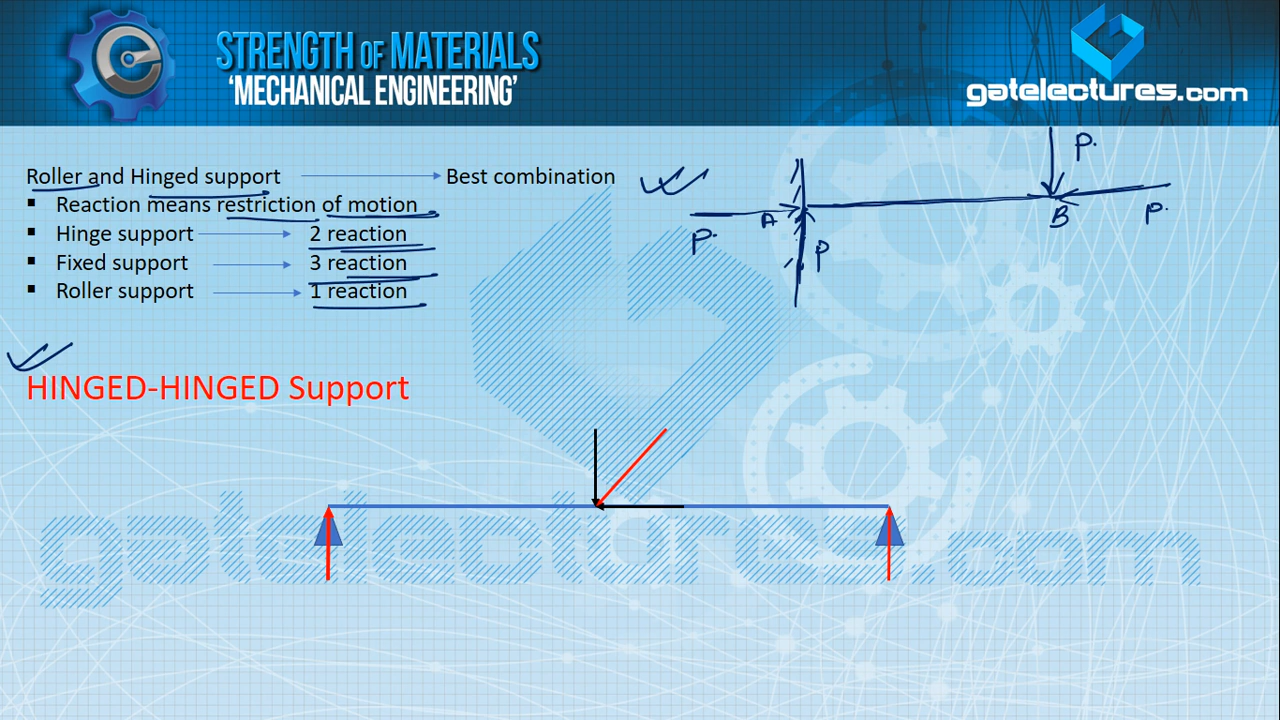 STRENGTH OF MATERIALS
'MECHANICAL ENGINEERING'
gatelectures.com
Roller and Hinged support Best combination
Reaction means restriction of motion
Hinge support 2 reaction
Fixed support 3 reaction
Roller support 1 reaction
P.
A
B
P.
P
P.
HINGED-HINGED Support
gatelectures.com